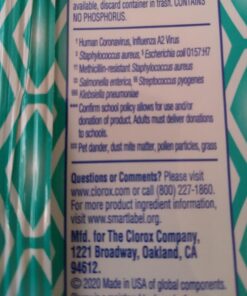 available, discard container in trash. CONTAINS
NO PHOSPHORUS.
† Human Coronavirus, Influenza A2 Virus
‡ Staphylococcus aureus, § Escherichia coli O157:H7
†† Methicillin-resistant Staphylococcus aureus
‡‡ Salmonella enterica, §§ Streptococcus pyogenes
§§§ Klebsiella pneumoniae
*** Confirm school policy allows for use and/or
donation of product. Adults must deliver donations
to schools.
Pet dander, dust mite matter, pollen particles, grass
Questions or Comments? Please visit
www.clorox.com or call (800) 227-1860.
For more product ingredient information,
visit www.smartlabel.org.
Mfd. for The Clorox Company,
1221 Broadway, Oakland, CA
94612.
© 2020 Made in USA of global components.